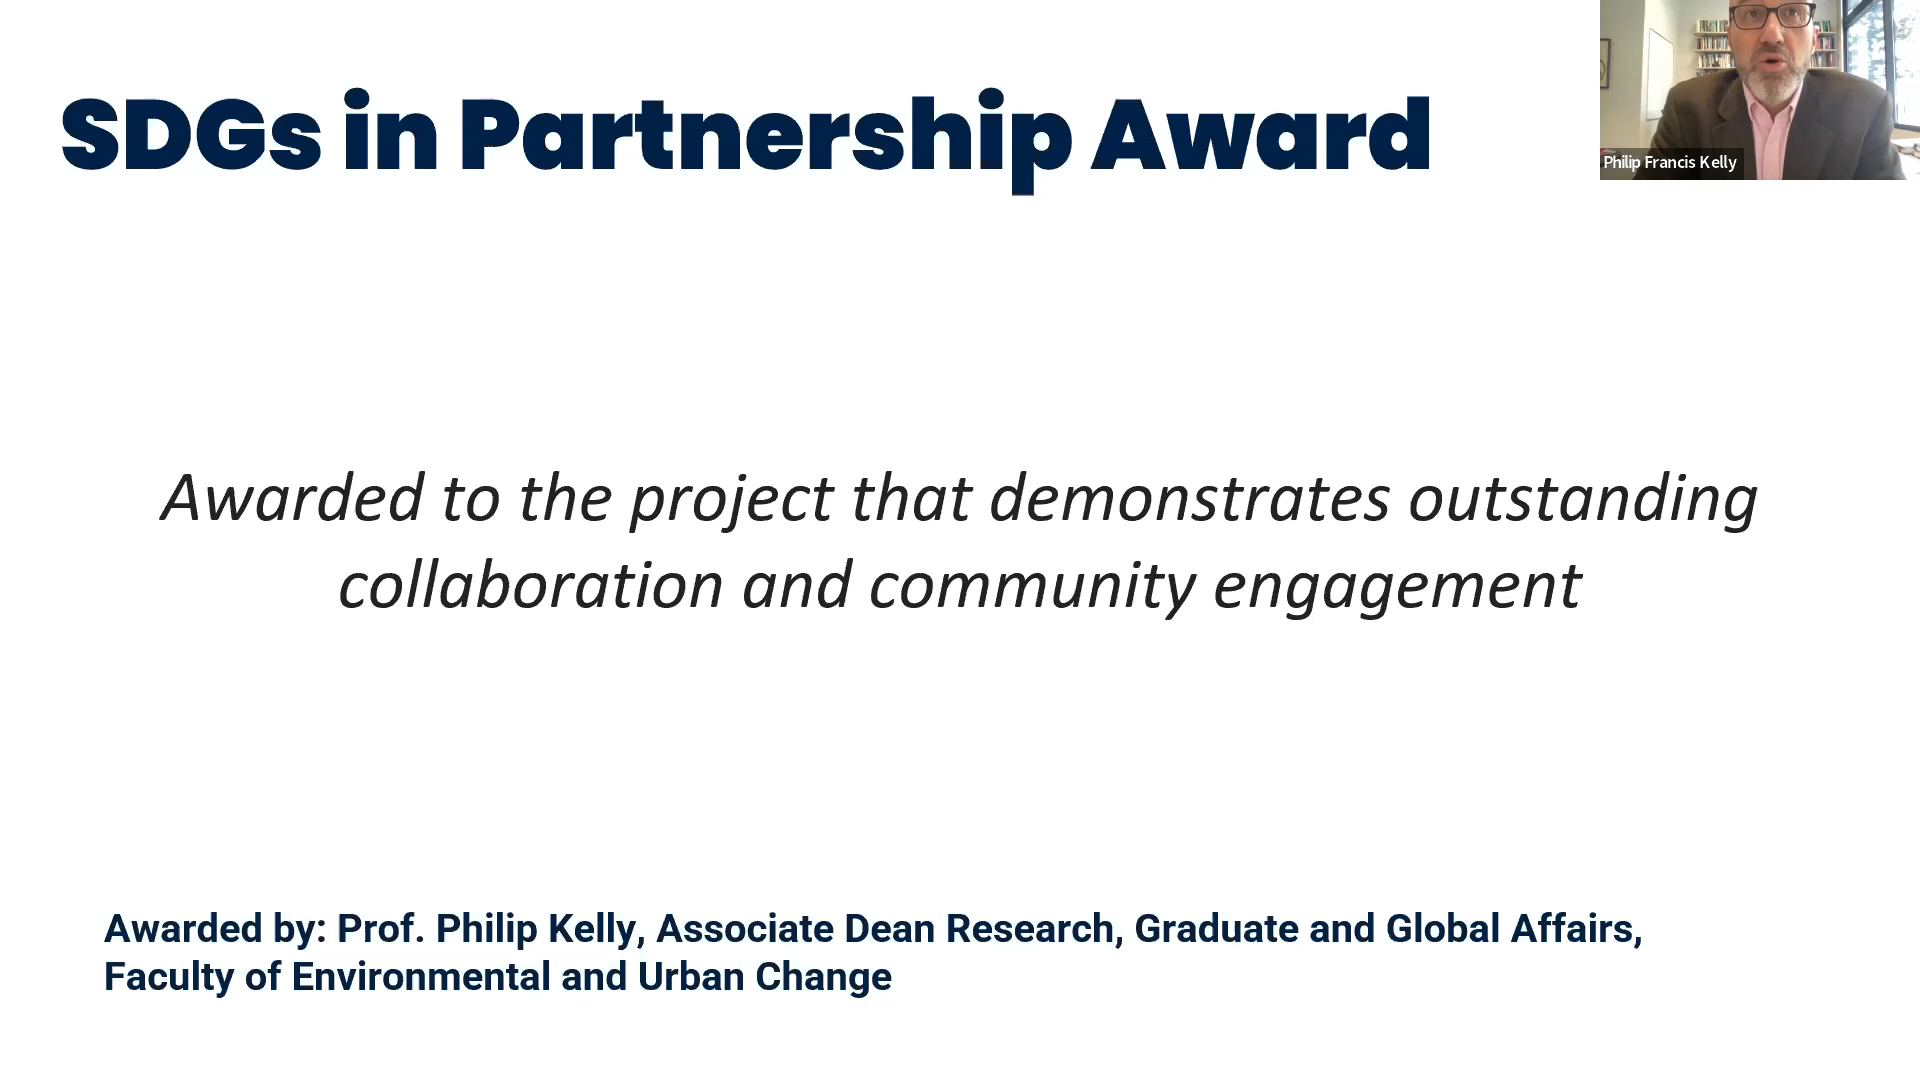 SDGs in Partnership Award
Philip Francis Kelly
Awarded to the project that demonstrates outstanding
collaboration and community engagement
Awarded by: Prof. Philip Kelly, Associate Dean Research, Graduate and Global Affairs,
Faculty of Environmental and Urban Change